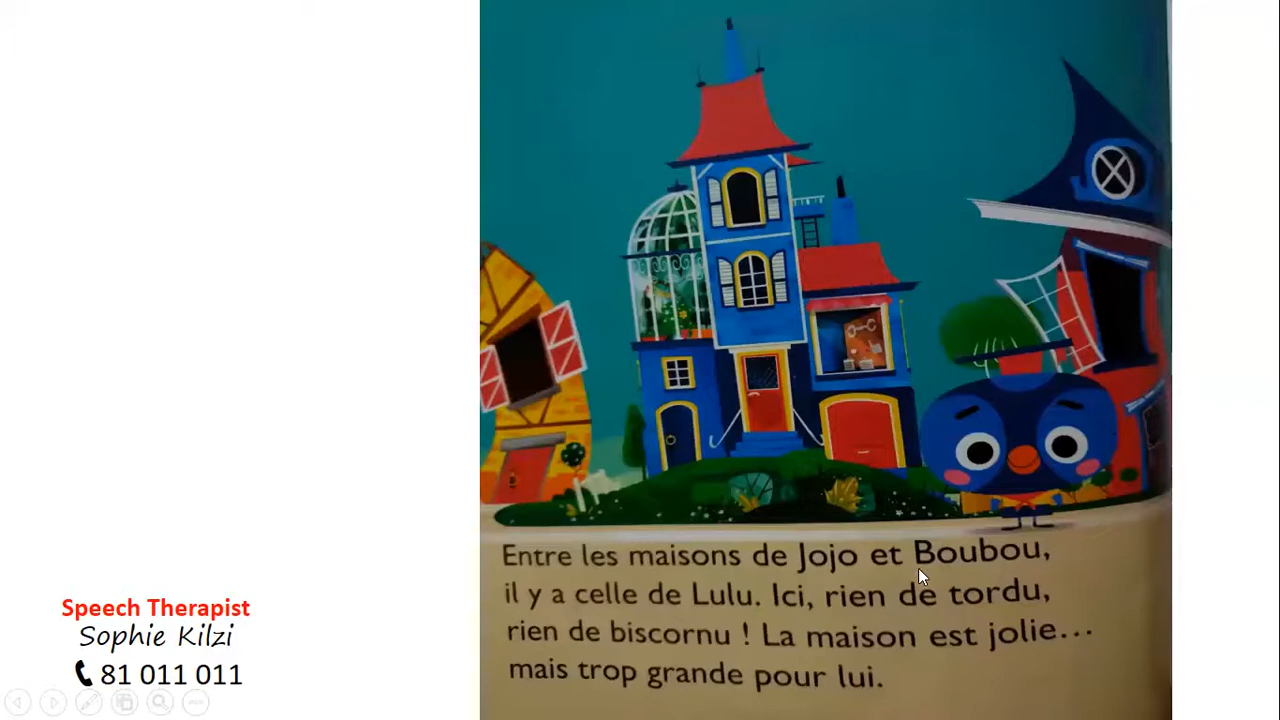 Entre les maisons de Jojo et Boubou,
il y a celle de Lulu. Ici, rien de tordu,
rien de biscornu ! La maison est jolie...
mais trop grande pour lui.
Speech Therapist
Sophie Kilzi
81 011 011